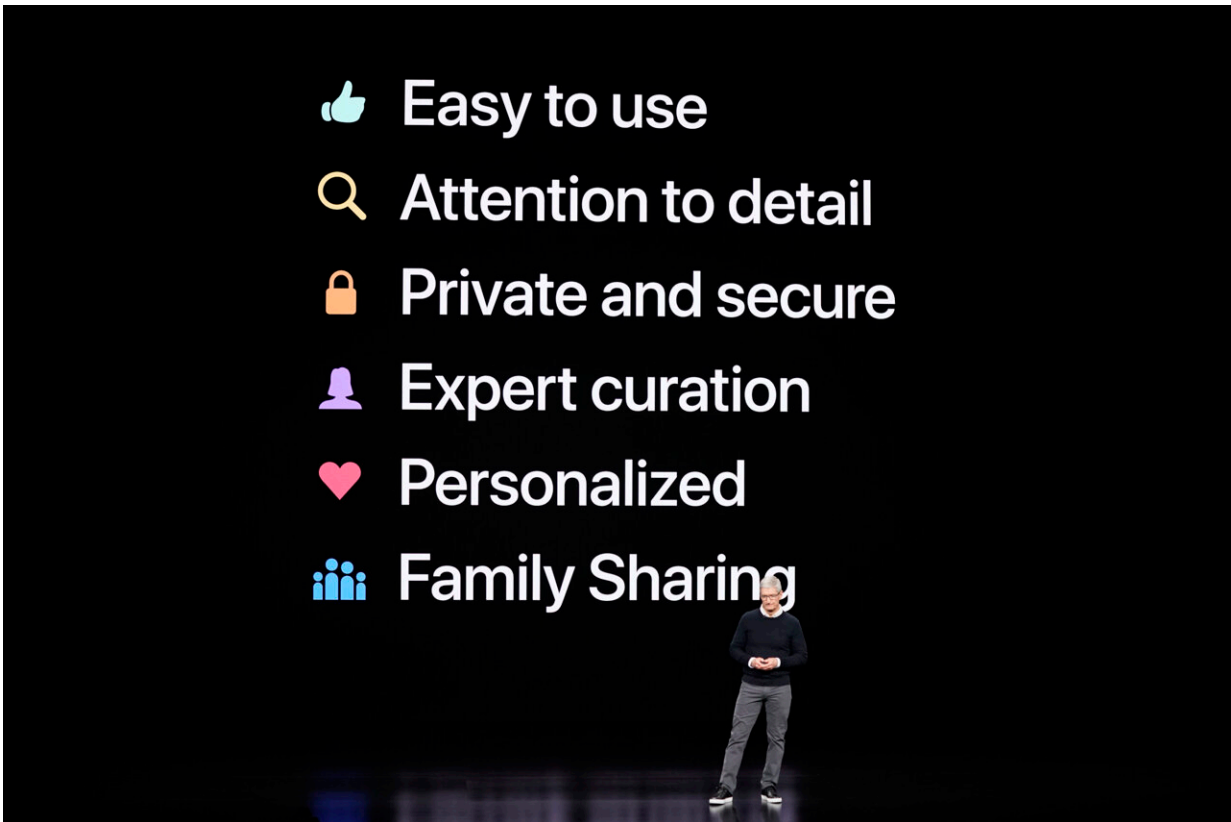 Easy to use
Attention to detail
Private and secure
Expert curation
Personalized
Family Sharing